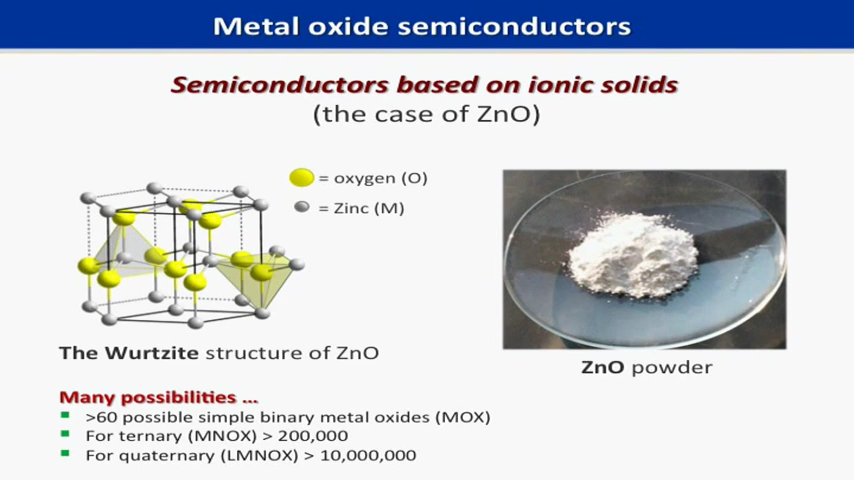 Metal oxide semiconductors
Semiconductors based on ionic solids
(the case of ZnO)
= oxygen (O)
= Zinc (M)
The Wurtzite structure of ZnO
ZnO powder
Many possibilities ...
>60 possible simple binary metal oxides (MOX)
For ternary (MNOX) > 200,000
For quaternary (LMNOX) > 10,000,000